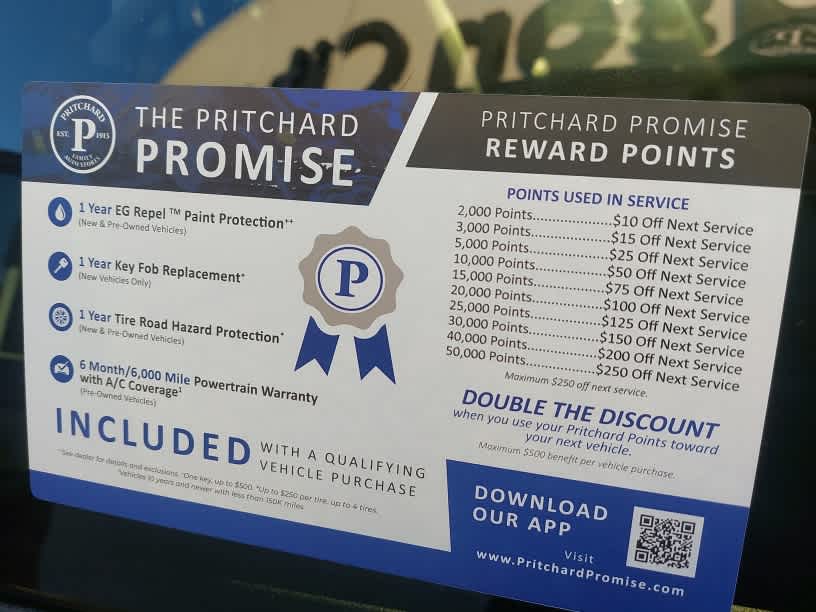 PRITCHARD
EST. P 1913
FAMILY
AUTO STORES
THE PRITCHARD
PROMISE
1 Year EG Repel ™ Paint Protection⁺⁺
(New & Pre-Owned Vehicles)
1 Year Key Fob Replacement*
(New Vehicles Only)
1 Year Tire Road Hazard Protection*
(New & Pre-Owned Vehicles)
6 Month/6,000 Mile Powertrain Warranty
with A/C Coverage‡
(Pre-Owned Vehicles)
P
INCLUDED WITH A QUALIFYING
VEHICLE PURCHASE
⁺See dealer for details and exclusions. ⁺One key, up to $500. *Up to $250 per tire, up to 4 tires.
‡Vehicles 10 years and newer with less than 150K miles
PRITCHARD PROMISE
REWARD POINTS
POINTS USED IN SERVICE
2,000 Points....................$10 Off Next Service
3,000 Points....................$15 Off Next Service
5,000 Points....................$25 Off Next Service
10,000 Points..................$50 Off Next Service
15,000 Points..................$75 Off Next Service
20,000 Points.................$100 Off Next Service
25,000 Points.................$125 Off Next Service
30,000 Points.................$150 Off Next Service
40,000 Points.................$200 Off Next Service
50,000 Points.................$250 Off Next Service
Maximum $250 off next service.
DOUBLE THE DISCOUNT
when you use your Pritchard Points toward
your next vehicle.
Maximum $500 benefit per vehicle purchase.
DOWNLOAD
OUR APP
Visit
www.PritchardPromise.com